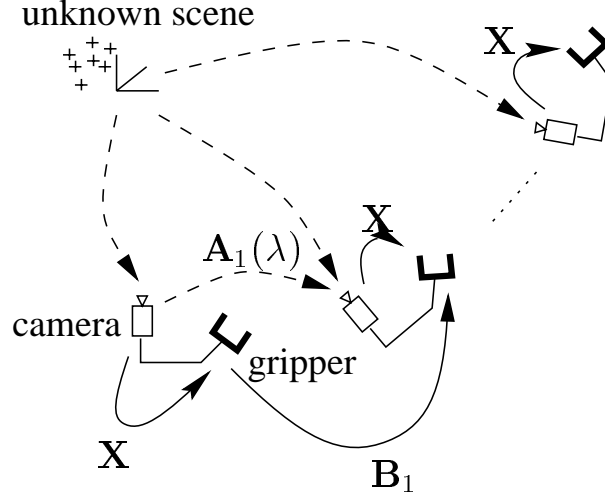 unknown scene
X
X
A₁(λ)
camera
gripper
X
B₁